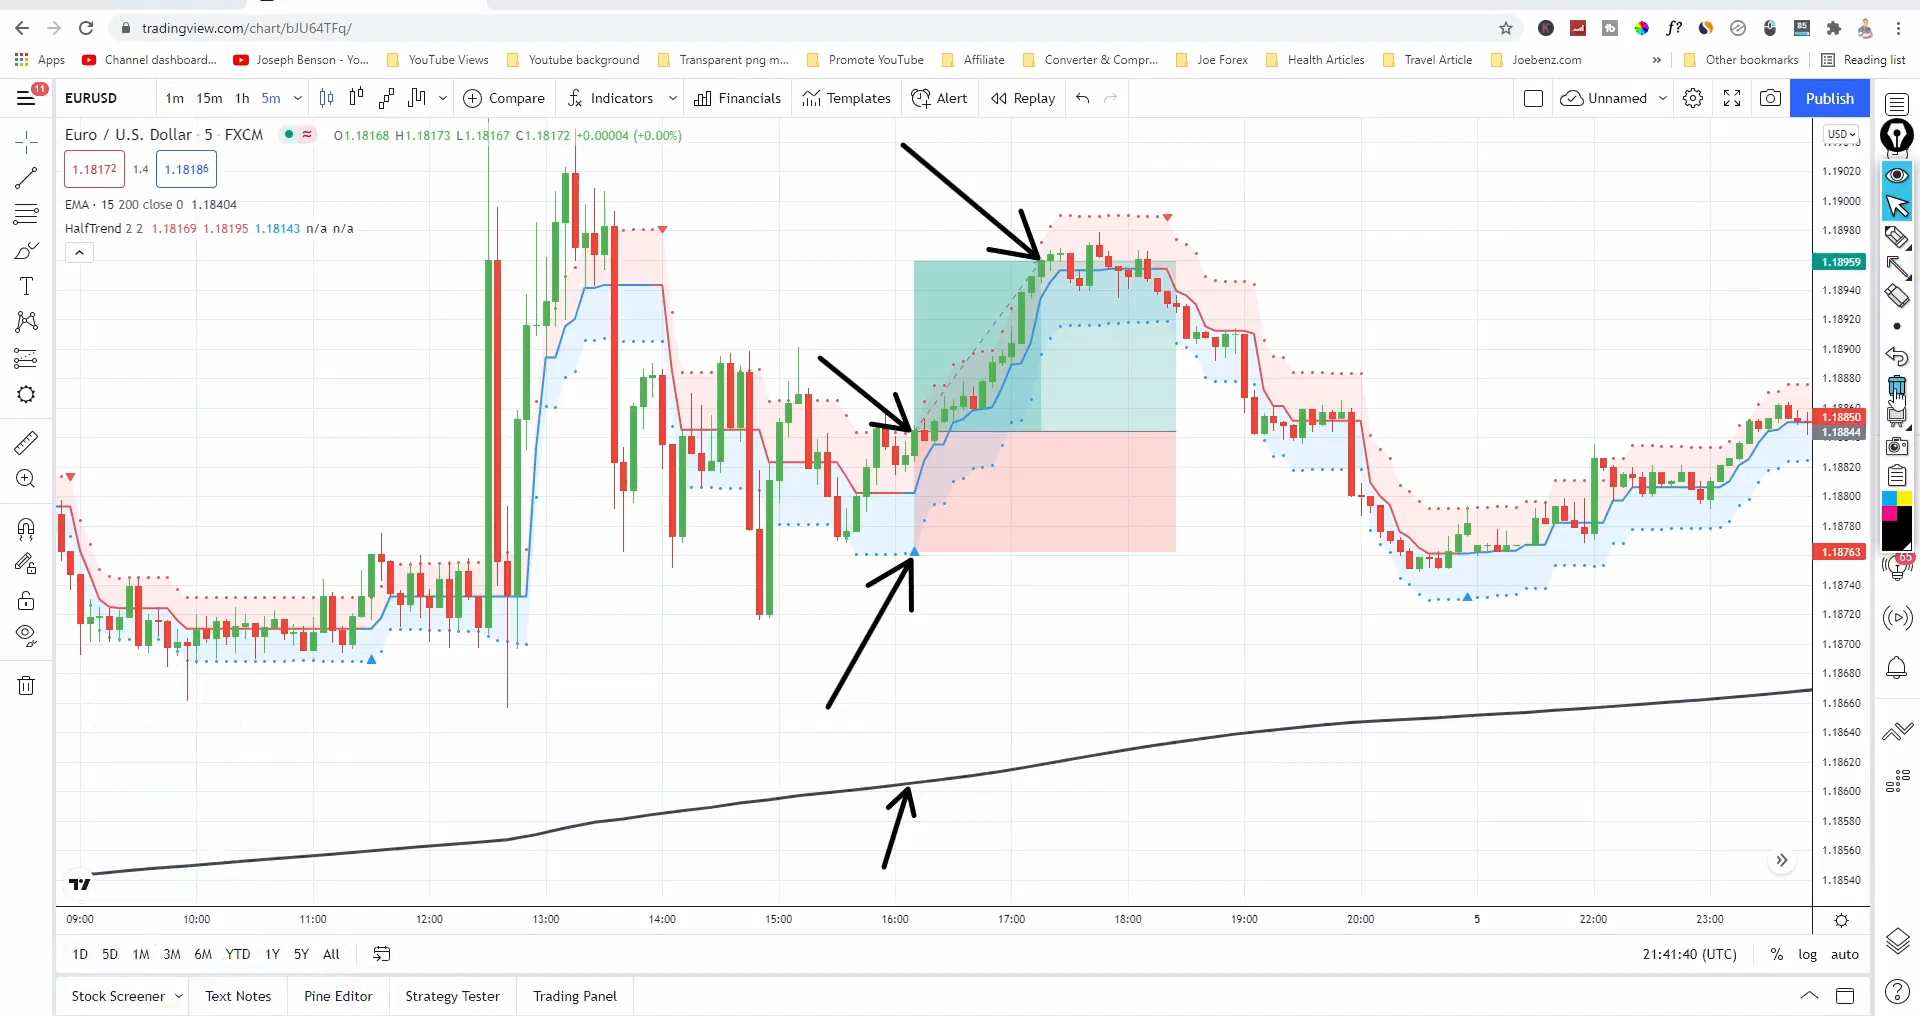 tradingview.com/chart/bJU64TFq/
Apps Channel dashboard... Joseph Benson - Yo... YouTube Views Youtube background Transparent png m... Promote YouTube Affiliate Converter & Compr... Joe Forex Health Articles Travel Article Joebenz.com » Other bookmarks Reading list
11 EURUSD 1m 15m 1h 5m Compare Indicators Financials Templates Alert Replay Unnamed Publish
Euro / U.S. Dollar · 5 · FXCM O1.18168 H1.18173 L1.18167 C1.18172 +0.00004 (+0.00%)
USD
1.18172 1.4 1.18186
EMA · 15 200 close 0 1.18404
HalfTrend 2 2 1.18169 1.18195 1.18143 n/a n/a
1.19020
1.19000
1.18980
1.18959
1.18940
1.18920
1.18900
1.18880
1.18850
1.18844
1.18820
1.18800
1.18780
1.18763
1.18740
1.18720
1.18700
1.18680
1.18660
1.18640
1.18620
1.18600
1.18580
1.18560
1.18540
85
65
09:00 10:00 11:00 12:00 13:00 14:00 15:00 16:00 17:00 18:00 19:00 20:00 5 22:00 23:00
1D 5D 1M 3M 6M YTD 1Y 5Y All 21:41:40 (UTC) % log auto
Stock Screener Text Notes Pine Editor Strategy Tester Trading Panel